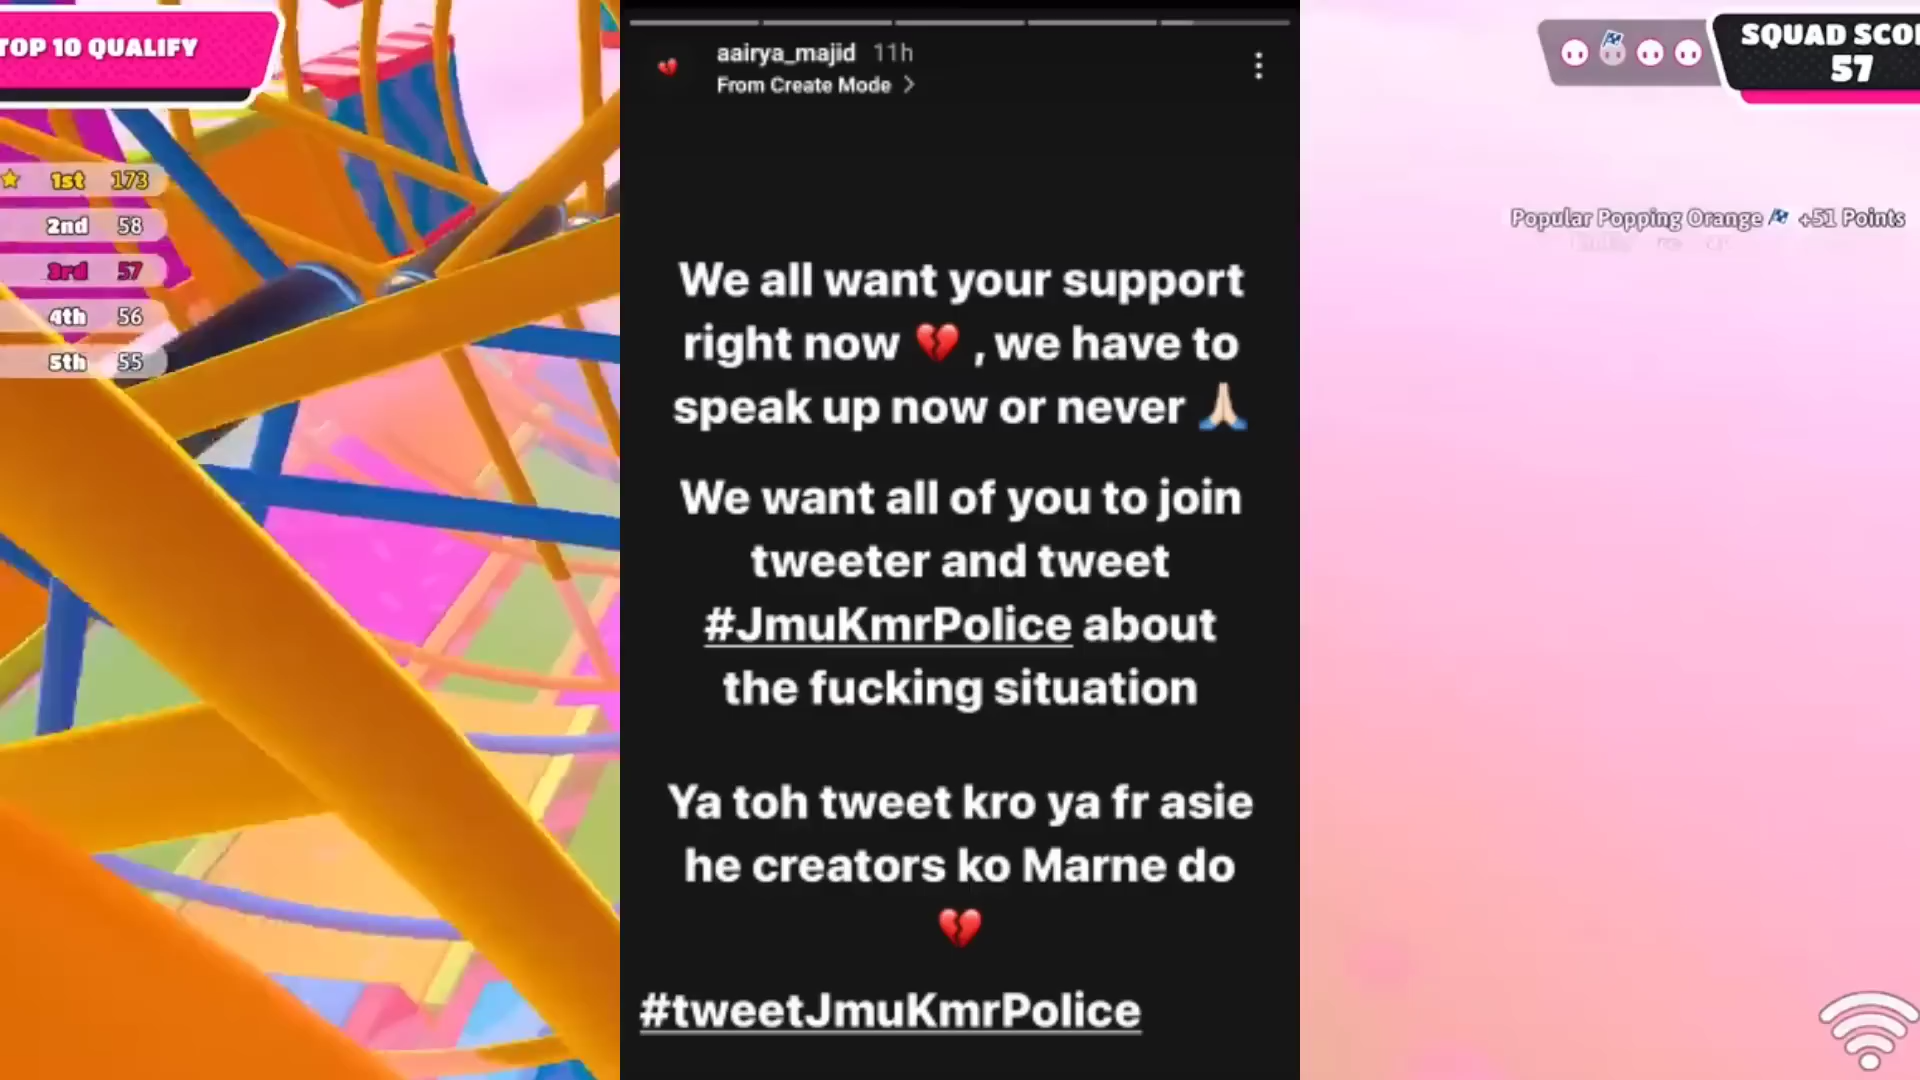 TOP 10 QUALIFY
1st 173
2nd 58
3rd 57
4th 56
5th 55
aairya_majid 11h
From Create Mode
We all want your support
right now 💔 , we have to
speak up now or never 🙏🏻
We want all of you to join
tweeter and tweet
#JmuKmrPolice about
the fucking situation
Ya toh tweet kro ya fr asie
he creators ko Marne do
💔
#tweetJmuKmrPolice
SQUAD SCO
57
Popular Popping Orange +51 Points